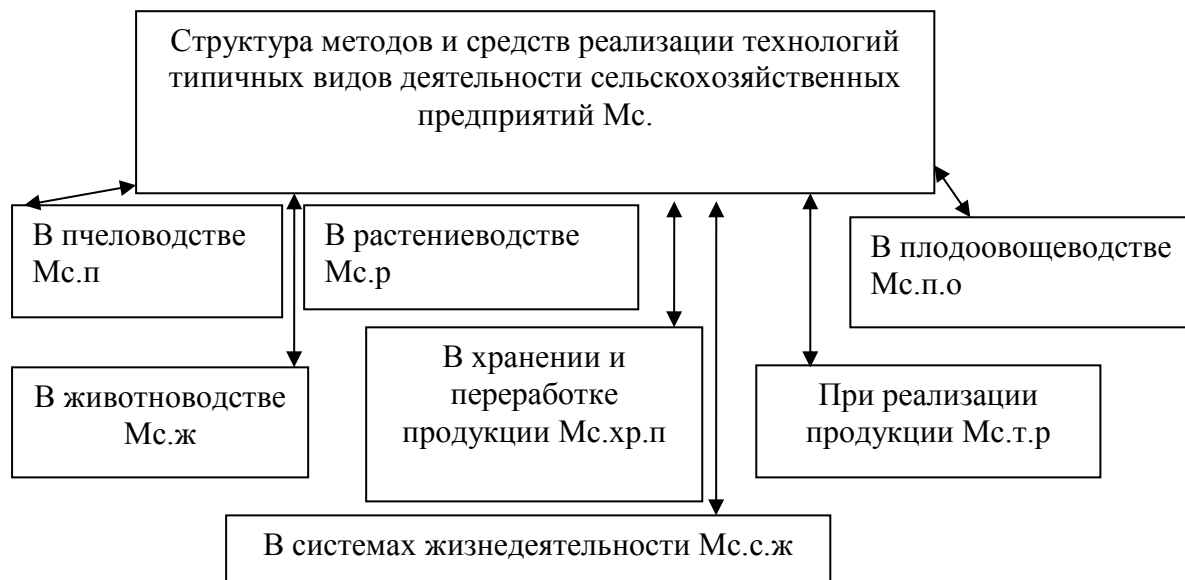 Структура методов и средств реализации технологий
типичных видов деятельности сельскохозяйственных
предприятий Мс.
В пчеловодстве
Мс.п
В растениеводстве
Мс.р
В плодоовощеводстве
Мс.п.о
В животноводстве
Мс.ж
В хранении и
переработке
продукции Мс.хр.п
При реализации
продукции Мс.т.р
В системах жизнедеятельности Мс.с.ж